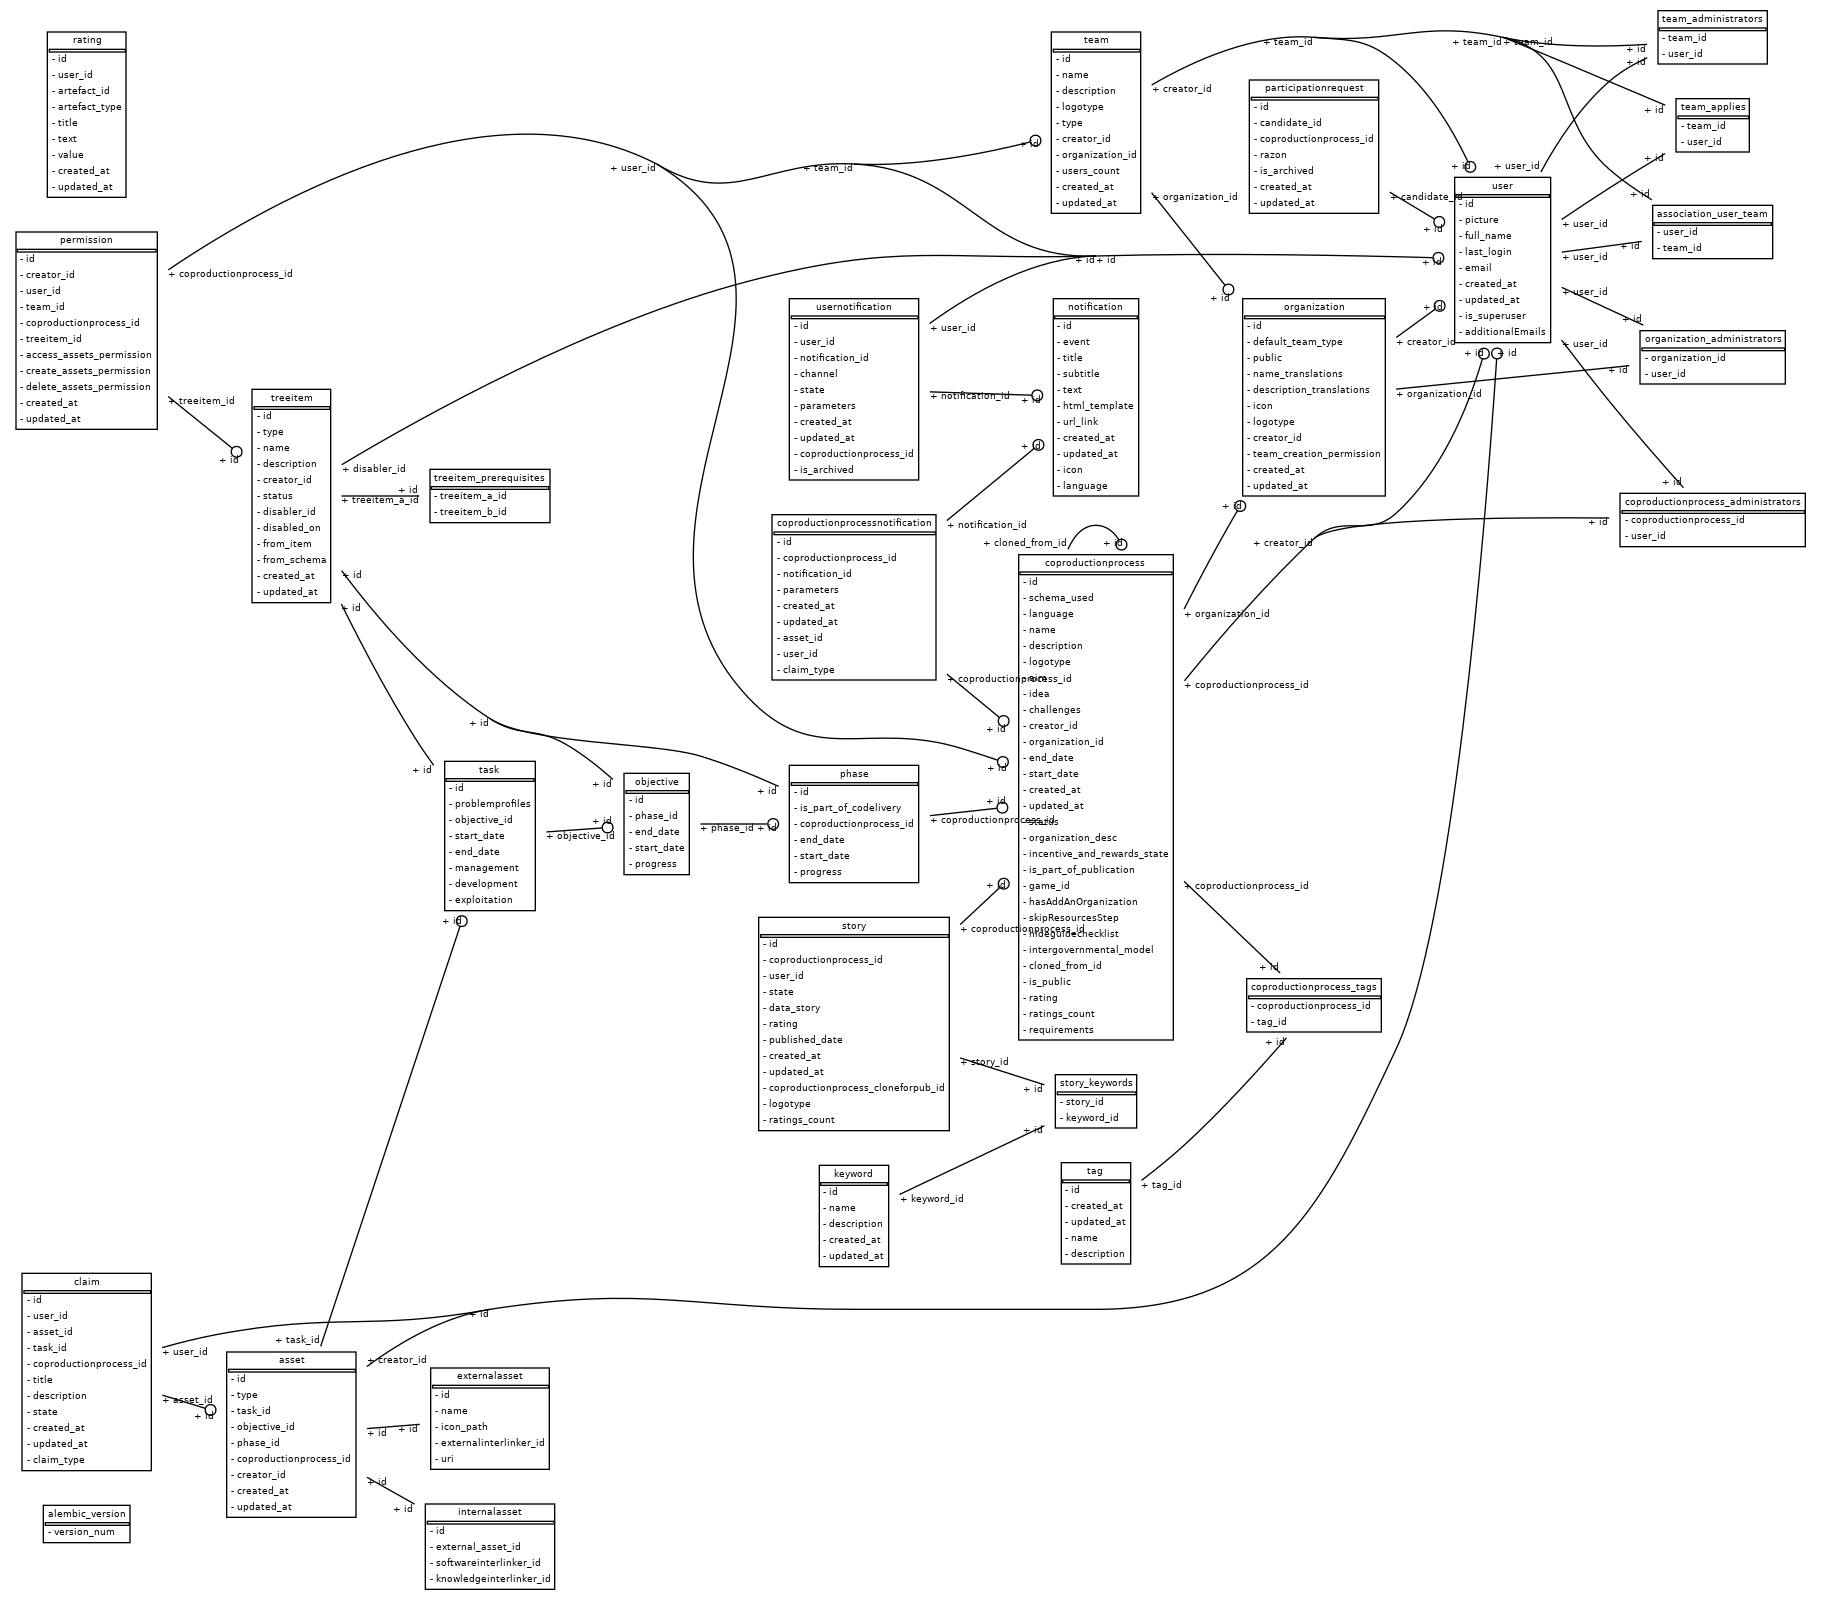 rating
- id
- user_id
- artefact_id
- artefact_type
- title
- text
- value
- created_at
- updated_at
team
- id
- name
- description
- logotype
- type
- creator_id
- organization_id
- users_count
- created_at
- updated_at
+ creator_id
+ organization_id
+ id
+ team_id
+ team_id
+ team_id
team_administrators
- team_id
- user_id
+ id
+ id
participationrequest
- id
- candidate_id
- coproductionprocess_id
- razon
- is_archived
- created_at
- updated_at
+ candidate_id
+ id
team_applies
- team_id
- user_id
+ id
+ id
+ id
+ user_id
user
- id
- picture
- full_name
- last_login
- email
- created_at
- updated_at
- is_superuser
- additionalEmails
+ user_id
+ user_id
+ user_id
+ user_id
+ id
+ id
+ id
+ id
association_user_team
- user_id
- team_id
+ id
+ id
organization_administrators
- organization_id
- user_id
+ id
+ id
coproductionprocess_administrators
- coproductionprocess_id
- user_id
+ id
+ id
permission
- id
- creator_id
- user_id
- team_id
- coproductionprocess_id
- treeitem_id
- access_assets_permission
- create_assets_permission
- delete_assets_permission
- created_at
- updated_at
+ coproductionprocess_id
+ treeitem_id
+ id
+ user_id
+ team_id
+ id
+ id
treeitem
- id
- type
- name
- description
- creator_id
- status
- disabler_id
- disabled_on
- from_item
- from_schema
- created_at
- updated_at
+ disabler_id
+ id
+ treeitem_a_id
+ id
+ id
treeitem_prerequisites
- treeitem_a_id
- treeitem_b_id
usernotification
- id
- user_id
- notification_id
- channel
- state
- parameters
- created_at
- updated_at
- coproductionprocess_id
- is_archived
+ user_id
+ notification_id
+ id
notification
- id
- event
- title
- subtitle
- text
- html_template
- url_link
- created_at
- updated_at
- icon
- language
+ id
organization
- id
- default_team_type
- public
- name_translations
- description_translations
- icon
- logotype
- creator_id
- team_creation_permission
- created_at
- updated_at
+ id
+ creator_id
+ organization_id
+ id
coproductionprocessnotification
- id
- coproductionprocess_id
- notification_id
- parameters
- created_at
- updated_at
- asset_id
- user_id
- claim_type
+ notification_id
+ coproductionprocess_id
+ id
+ cloned_from_id
+ id
coproductionprocess
- id
- schema_used
- language
- name
- description
- logotype
- aim
- idea
- challenges
- creator_id
- organization_id
- end_date
- start_date
- created_at
- updated_at
- status
- organization_desc
- incentive_and_rewards_state
- is_part_of_publication
- game_id
- hasAddAnOrganization
- skipResourcesStep
- hideguidechecklist
- intergovernmental_model
- cloned_from_id
- is_public
- rating
- ratings_count
- requirements
+ creator_id
+ organization_id
+ coproductionprocess_id
+ coproductionprocess_id
+ id
+ id
+ id
+ id
task
- id
- problemprofiles
- objective_id
- start_date
- end_date
- management
- development
- exploitation
+ id
+ objective_id
+ id
+ id
objective
- id
- phase_id
- end_date
- start_date
- progress
+ phase_id
+ id
+ id
phase
- id
- is_part_of_codelivery
- coproductionprocess_id
- end_date
- start_date
- progress
+ coproductionprocess_id
+ id
story
- id
- coproductionprocess_id
- user_id
- state
- data_story
- rating
- published_date
- created_at
- updated_at
- coproductionprocess_cloneforpub_id
- logotype
- ratings_count
+ coproductionprocess_id
+ id
+ story_id
+ id
story_keywords
- story_id
- keyword_id
+ id
+ keyword_id
coproductionprocess_tags
- coproductionprocess_id
- tag_id
+ id
+ id
+ tag_id
keyword
- id
- name
- description
- created_at
- updated_at
tag
- id
- created_at
- updated_at
- name
- description
claim
- id
- user_id
- asset_id
- task_id
- coproductionprocess_id
- title
- description
- state
- created_at
- updated_at
- claim_type
+ user_id
+ asset_id
+ id
+ task_id
+ creator_id
+ id
asset
- id
- type
- task_id
- objective_id
- phase_id
- coproductionprocess_id
- creator_id
- created_at
- updated_at
+ id
+ id
+ id
+ id
externalasset
- id
- name
- icon_path
- externalinterlinker_id
- uri
internalasset
- id
- external_asset_id
- softwareinterlinker_id
- knowledgeinterlinker_id
alembic_version
- version_num